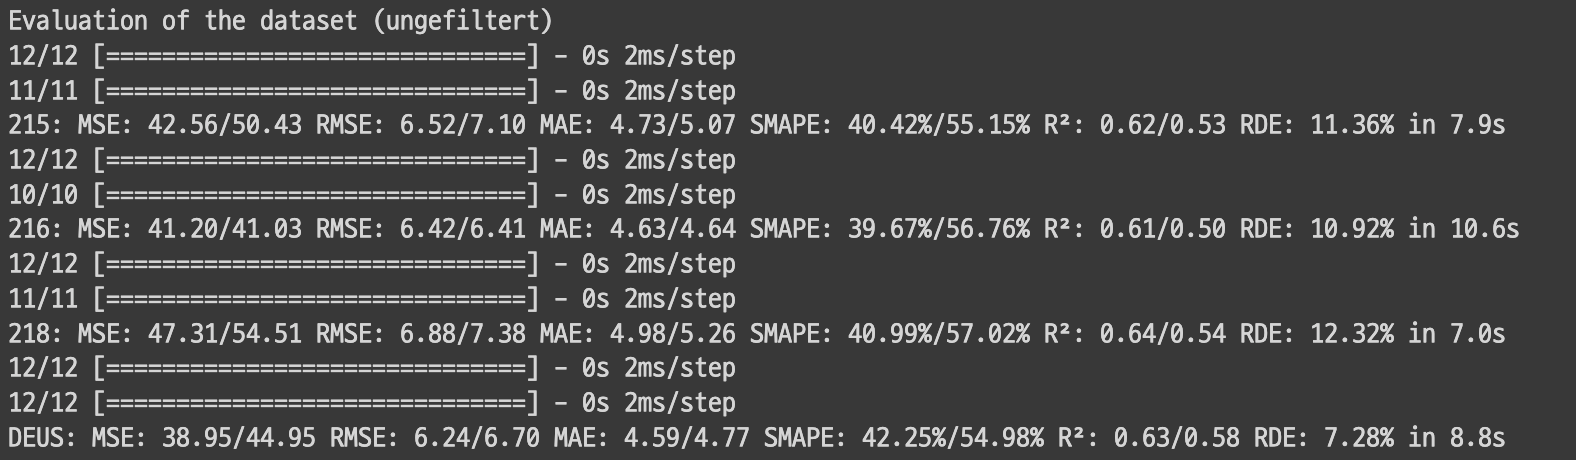 Evaluation of the dataset (ungefiltert)
12/12 [==============================] - 0s 2ms/step
11/11 [==============================] - 0s 2ms/step
215: MSE: 42.56/50.43 RMSE: 6.52/7.10 MAE: 4.73/5.07 SMAPE: 40.42%/55.15% R²: 0.62/0.53 RDE: 11.36% in 7.9s
12/12 [==============================] - 0s 2ms/step
10/10 [==============================] - 0s 2ms/step
216: MSE: 41.20/41.03 RMSE: 6.42/6.41 MAE: 4.63/4.64 SMAPE: 39.67%/56.76% R²: 0.61/0.50 RDE: 10.92% in 10.6s
12/12 [==============================] - 0s 2ms/step
11/11 [==============================] - 0s 2ms/step
218: MSE: 47.31/54.51 RMSE: 6.88/7.38 MAE: 4.98/5.26 SMAPE: 40.99%/57.02% R²: 0.64/0.54 RDE: 12.32% in 7.0s
12/12 [==============================] - 0s 2ms/step
12/12 [==============================] - 0s 2ms/step
DEUS: MSE: 38.95/44.95 RMSE: 6.24/6.70 MAE: 4.59/4.77 SMAPE: 42.25%/54.98% R²: 0.63/0.58 RDE: 7.28% in 8.8s